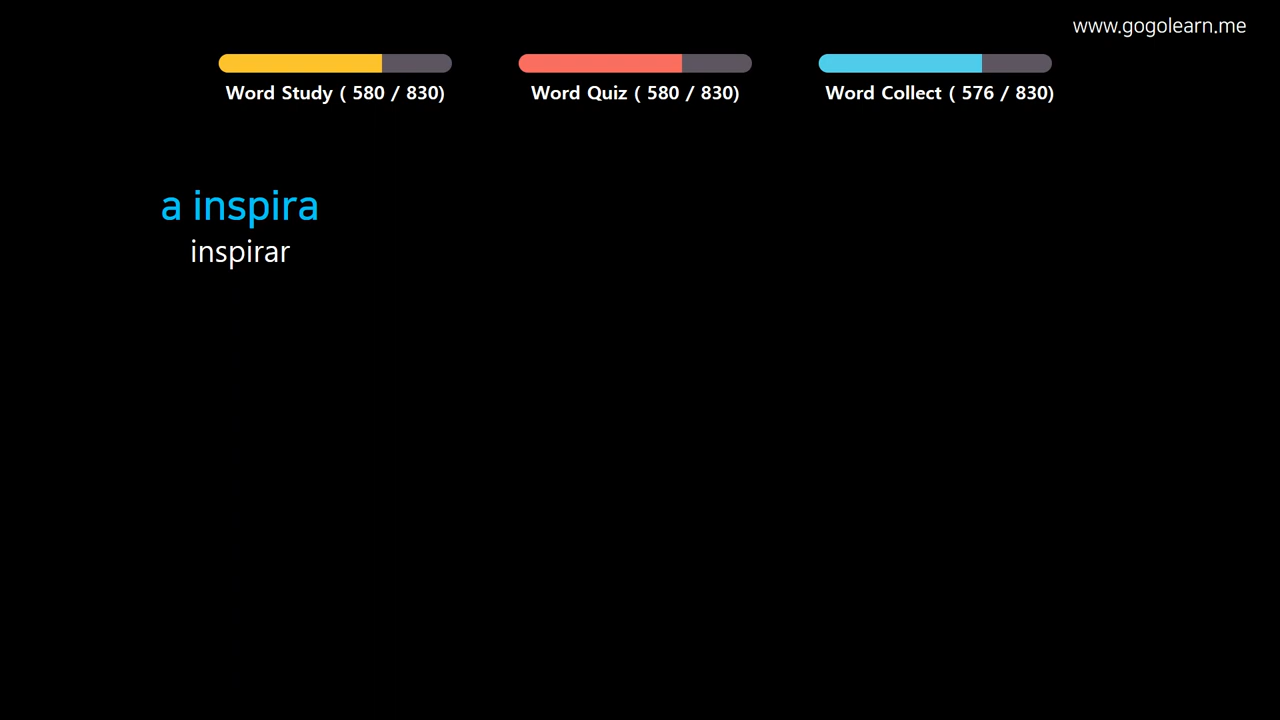 www.gogolearn.me
Word Study ( 580 / 830)
Word Quiz ( 580 / 830)
Word Collect ( 576 / 830)
a inspira
inspirar